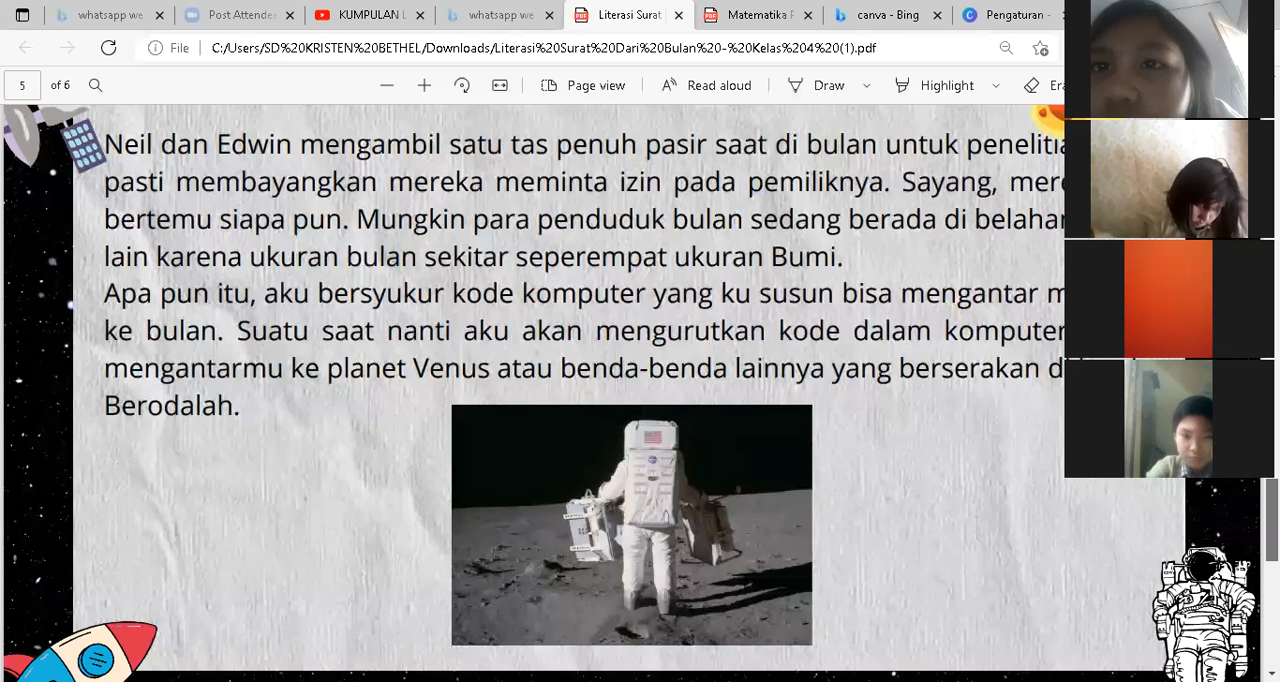 whatsapp we
Post Attende
KUMPULAN L
whatsapp we
Literasi Surat
Matematika F
canva - Bing
Pengaturan -
File
C:/Users/SD%20KRISTEN%20BETHEL/Downloads/Literasi%20Surat%20Dari%20Bulan%20-%20Kelas%204%20(1).pdf
5 of 6
Page view
Read aloud
Draw
Highlight
Era
Neil dan Edwin mengambil satu tas penuh pasir saat di bulan untuk penelitia
pasti membayangkan mereka meminta izin pada pemiliknya. Sayang, mere
bertemu siapa pun. Mungkin para penduduk bulan sedang berada di belahan
lain karena ukuran bulan sekitar seperempat ukuran Bumi.
Apa pun itu, aku bersyukur kode komputer yang ku susun bisa mengantar m
ke bulan. Suatu saat nanti aku akan mengurutkan kode dalam komputer
mengantarmu ke planet Venus atau benda-benda lainnya yang berserakan d
Berodalah.